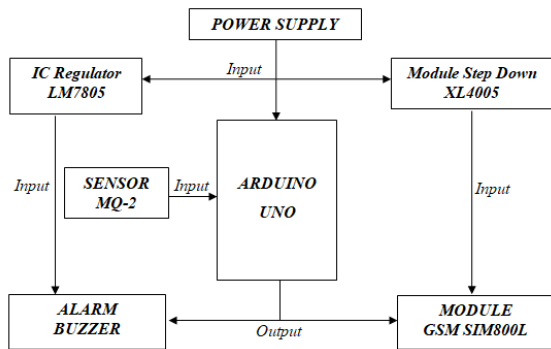 POWER SUPPLY
IC Regulator
LM7805
Input
Module Step Down
XL4005
Input
SENSOR
MQ-2
Input
ARDUINO
UNO
Input
ALARM
BUZZER
Output
MODULE
GSM SIM800L